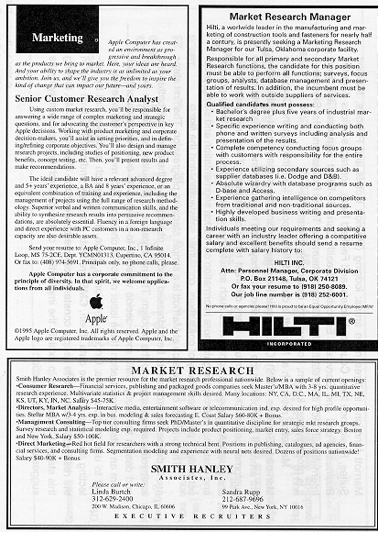 Marketing
Apple Computer has creat-
ed an environment as pro-
gressive and breakthrough
as the products we bring to market. Here, your ideas are heard.
And your ability to shape the industry is as unlimited as your
ambition. Join us, and we'll give you the freedom to inspire the
kind of change that can impact our future—and yours.
Senior Customer Research Analyst
Using custom market research, you'll be responsible for
answering a wide range of complex marketing and strategic
questions, and for advocating the customer's perspective in key
Apple decisions. Working with product marketing and corporate
decision-makers, you'll assist in setting priorities, and in defin-
ing/refining corporate objectives. You'll also design and manage
research projects, including studies of positioning, new product
benefits, concept testing, etc. Then, you'll present results and
make recommendations.
The ideal candidate will have a relevant advanced degree
and 5+ years' experience, a BA and 8 years' experience, or an
equivalent combination of training and experience, including the
management of projects using the full range of research method-
ology. Superior verbal and written communication skills, and the
ability to synthesize research results into persuasive recommen-
dations, are absolutely essential. Fluency in a foreign language
and direct experience with PC customers in a non-research
capacity are also desirable assets.
Send your resume to: Apple Computer, Inc., 1 Infinite
Loop, MS 75-2CE, Dept. Cupertino, CA 95014.
Or fax to: (408) 974-5691. Principals only, no phone calls, please.
Apple Computer has a corporate commitment to the
principle of diversity. In that spirit, we welcome applica-
tions from all individuals.
Apple®
©1995 Apple Computer, Inc. All rights reserved. Apple and the
Apple logo are registered trademarks of Apple Computer, Inc.
Market Research Manager
Hilti, a worldwide leader in the manufacturing and mar-
keting of construction tools and fasteners for nearly half
a century, is presently seeking a Marketing Research
Manager for our Tulsa, Oklahoma corporate facility.
Responsible for all primary and secondary Market
Research functions, the candidate for this position
must be able to perform all functions; surveys, focus
groups, analysts, database management and presen-
tation of results. In addition, the incumbent must be
able to work with outside suppliers of services.
Qualified candidates must possess:
• Bachelor's degree plus five years of industrial mar-
ket research
• Specific experience writing and conducting both
phone and written surveys including analysis and
presentation of the results.
• Complete competency conducting focus groups
with customers with responsibility for the entire
process.
• Experience utilizing secondary sources such as
supplier databases (i.e. Dodge and D&B).
• Absolute wizardry with database programs such as
D-base and Access.
• Experience gathering intelligence on competitors
from traditional and non-traditional sources.
• Highly developed business writing and presenta-
tion skills.
Individuals meeting our requirements and seeking a
career with an industry leader offering a competitive
salary and excellent benefits should send a resume
complete with salary history to:
HILTI INC.
Attn: Personnel Manager, Corporate Division
P.O. Box 21148, Tulsa, OK 74121
Or fax your resume to (918) 250-8089.
Our job line number is (918) 252-6001.
No phone calls or agencies please! Hilti is proud to be an Equal Opportunity Employer M/F/H/V
HILTI®
INCORPORATED
MARKET RESEARCH
Smith Hanley Associates is the premier resource for the market research professional nationwide. Below is a sample of current openings:
•Consumer Research—Financial services, publishing and packaged goods companies seek Master's/MBA with 3-8 yrs. quantitative
research experience. Multivariate statistics & project management skills desired. Many locations: NY, CA, D.C., MA, IL, MI, TX, NE,
KS, UT, KY, IN, NC. Salary $45-75K.
•Directors, Market Analysis—Interactive media, entertainment software or telecommunication ind. exp. desired for high profile opportuni-
ties. Stellar MBA w/3-4 yrs. exp. in bus. modeling & sales forecasting E. Coast Salary $60-80K + Bonus
•Management Consulting—Top tier consulting firms seek PhD/Master's in quantitative discipline for strategic mkt research groups.
Survey research and statistical modeling exp. required. Projects include product positioning, market entry, sales force strategy. Boston
and New York. Salary $50-100K.
•Direct Marketing—Red hot field for researchers with a strong technical bent. Positions in publishing, catalogues, ad agencies, finan-
cial services, and consulting firms. Segmentation modeling and experience with neural nets desired. Dozens of positions nationwide!
Salary $40-90K + Bonus
SMITH HANLEY
Associates, Inc.
Please call or write:
Linda Burtch
312-629-2400
200 W. Madison, Chicago, IL 60606
Sandra Rupp
212-687-9696
99 Park Ave., New York, NY 10016
EXECUTIVE RECRUITERS